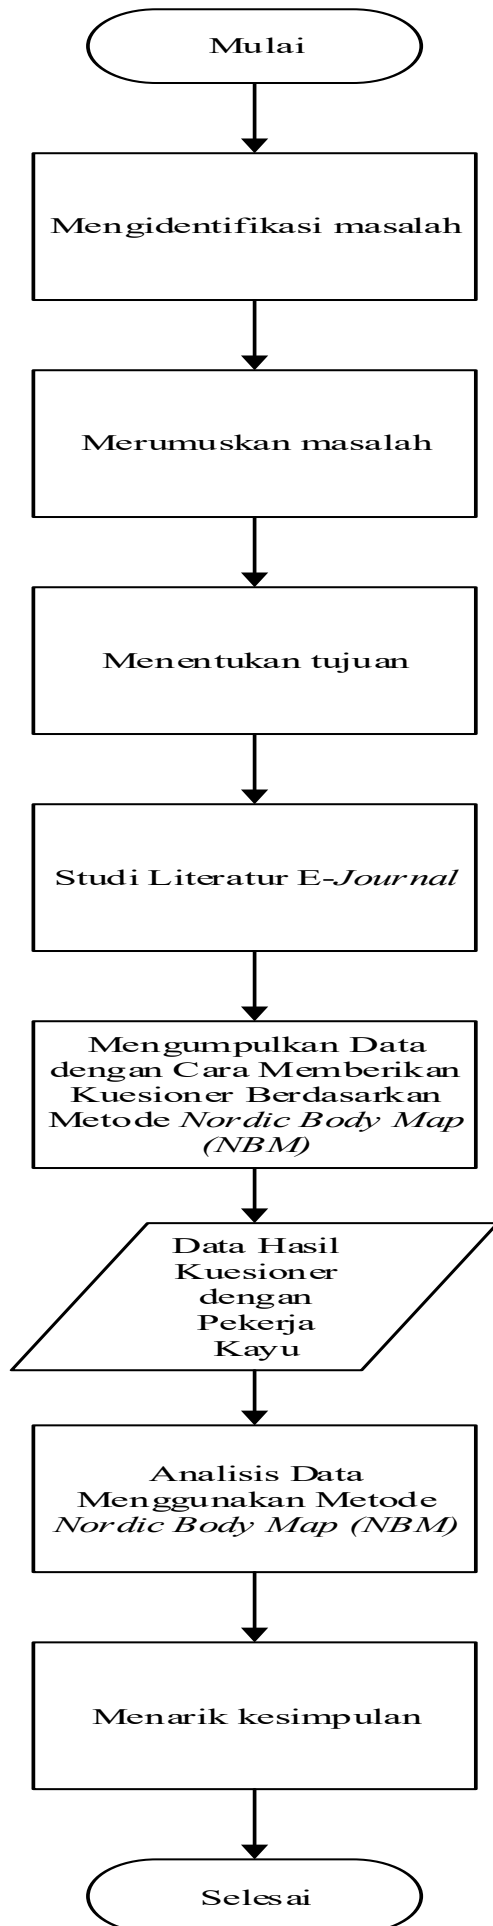 Mulai
Mengidentifikasi masalah
Merumuskan masalah
Menentukan tujuan
Studi Literatur E-Journal
Mengumpulkan Data
dengan Cara Memberikan
Kuesioner Berdasarkan
Metode Nordic Body Map
(NBM)
Data Hasil
Kuesioner
dengan
Pekerja
Kayu
Analisis Data
Menggunakan Metode
Nordic Body Map (NBM)
Menarik kesimpulan
Selesai